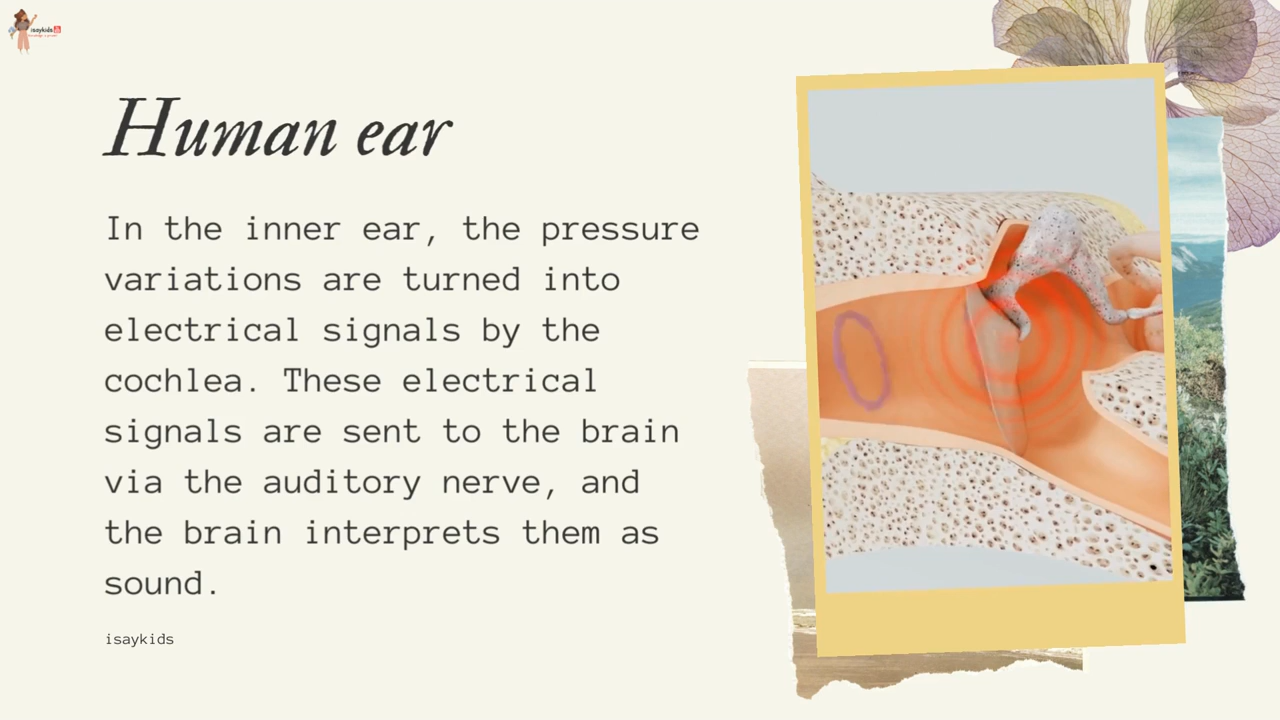 isaykids
Human ear
In the inner ear, the pressure
variations are turned into
electrical signals by the
cochlea. These electrical
signals are sent to the brain
via the auditory nerve, and
the brain interprets them as
sound.
isaykids